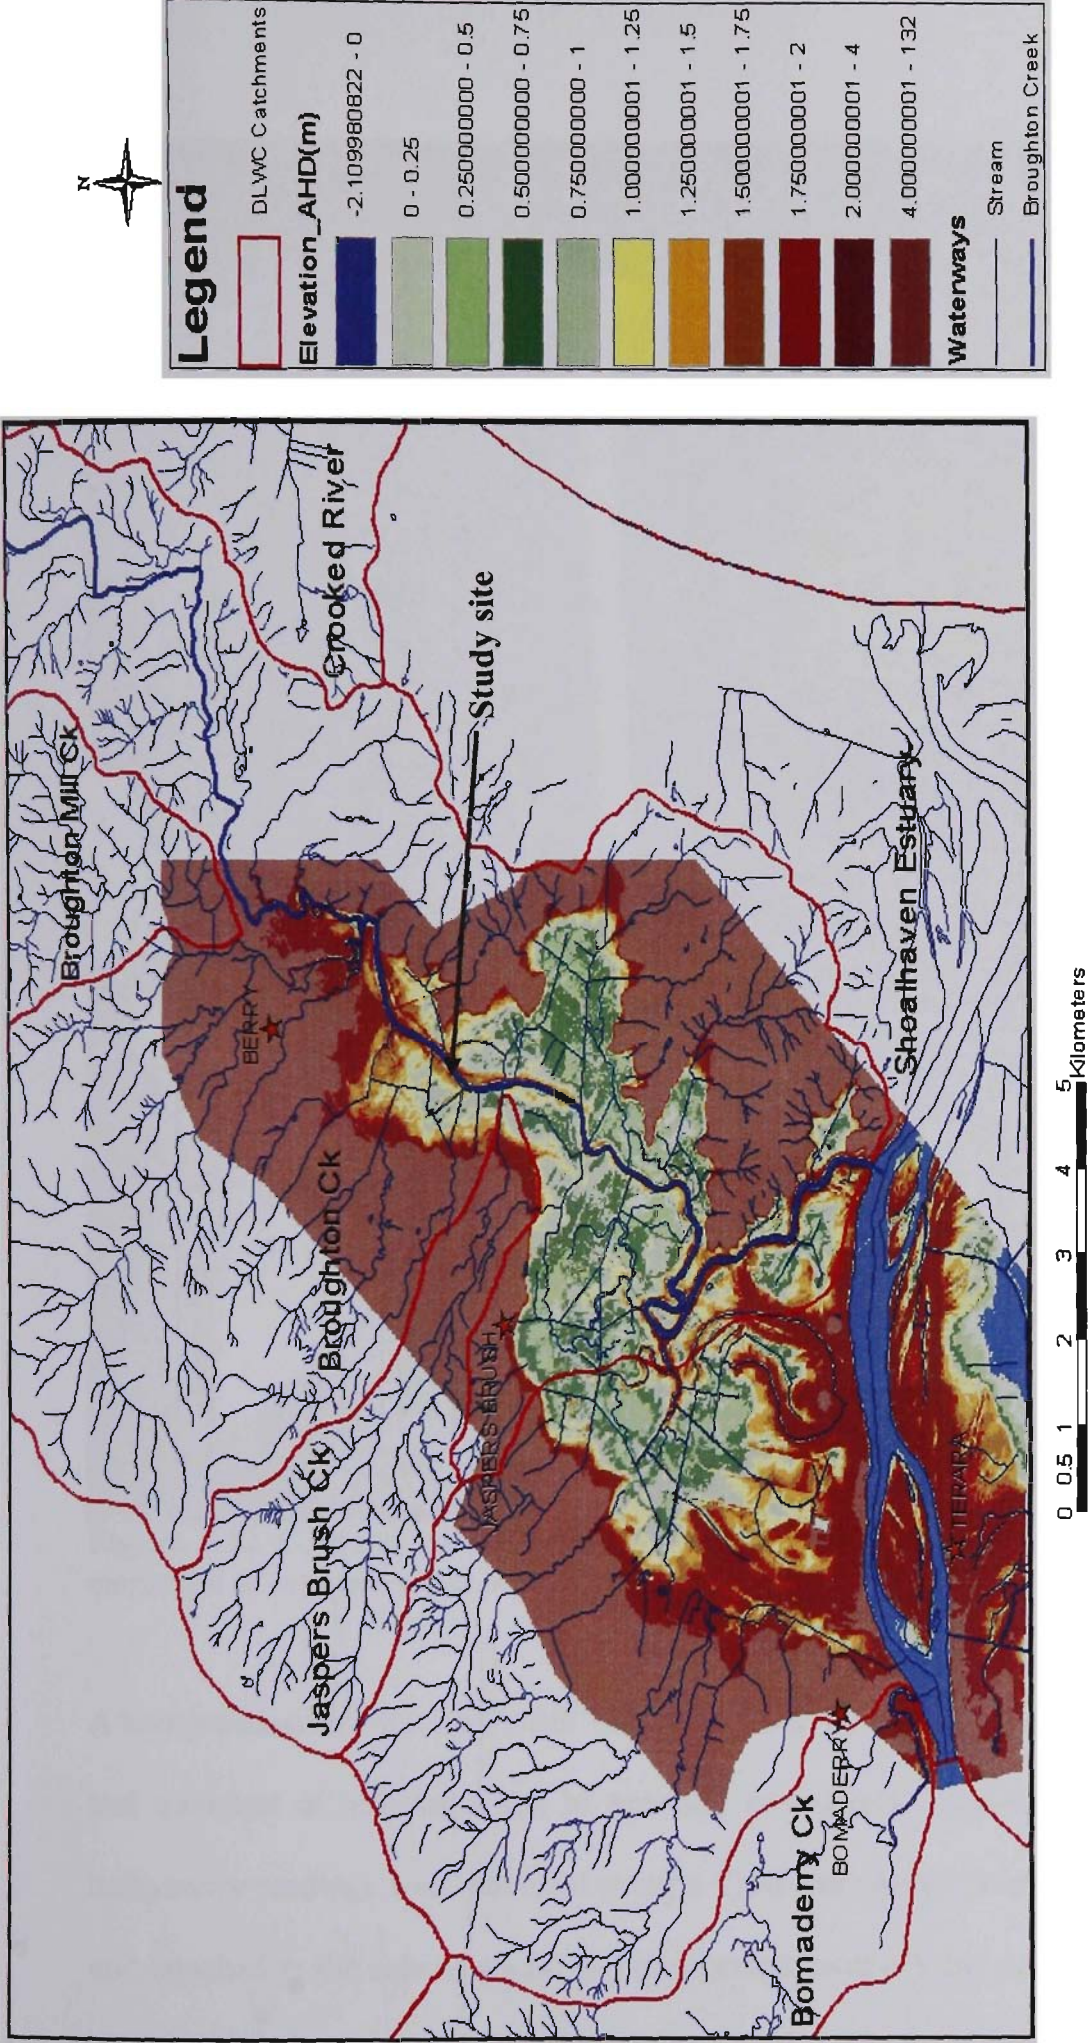 N
Legend
DLWC Catchments
Elevation_AHD(m)
-2.109980822 - 0
0 - 0.25
0.250000000 - 0.5
0.500000000 - 0.75
0.750000000 - 1
1.000000001 - 1.25
1.250000001 - 1.5
1.500000001 - 1.75
1.750000001 - 2
2.000000001 - 4
4.000000001 - 132
Waterways
Stream
Broughton Creek
Broughton Mill Ck
Crooked River
Study site
BERRY
Broughton Ck
Jaspers Brush Ck
JASPERS BRUSH
Shoalhaven Estuary
TERARA
BOMADERRY
Bomaderry Ck
0 0.5 1 2 3 4 5
Kilometers